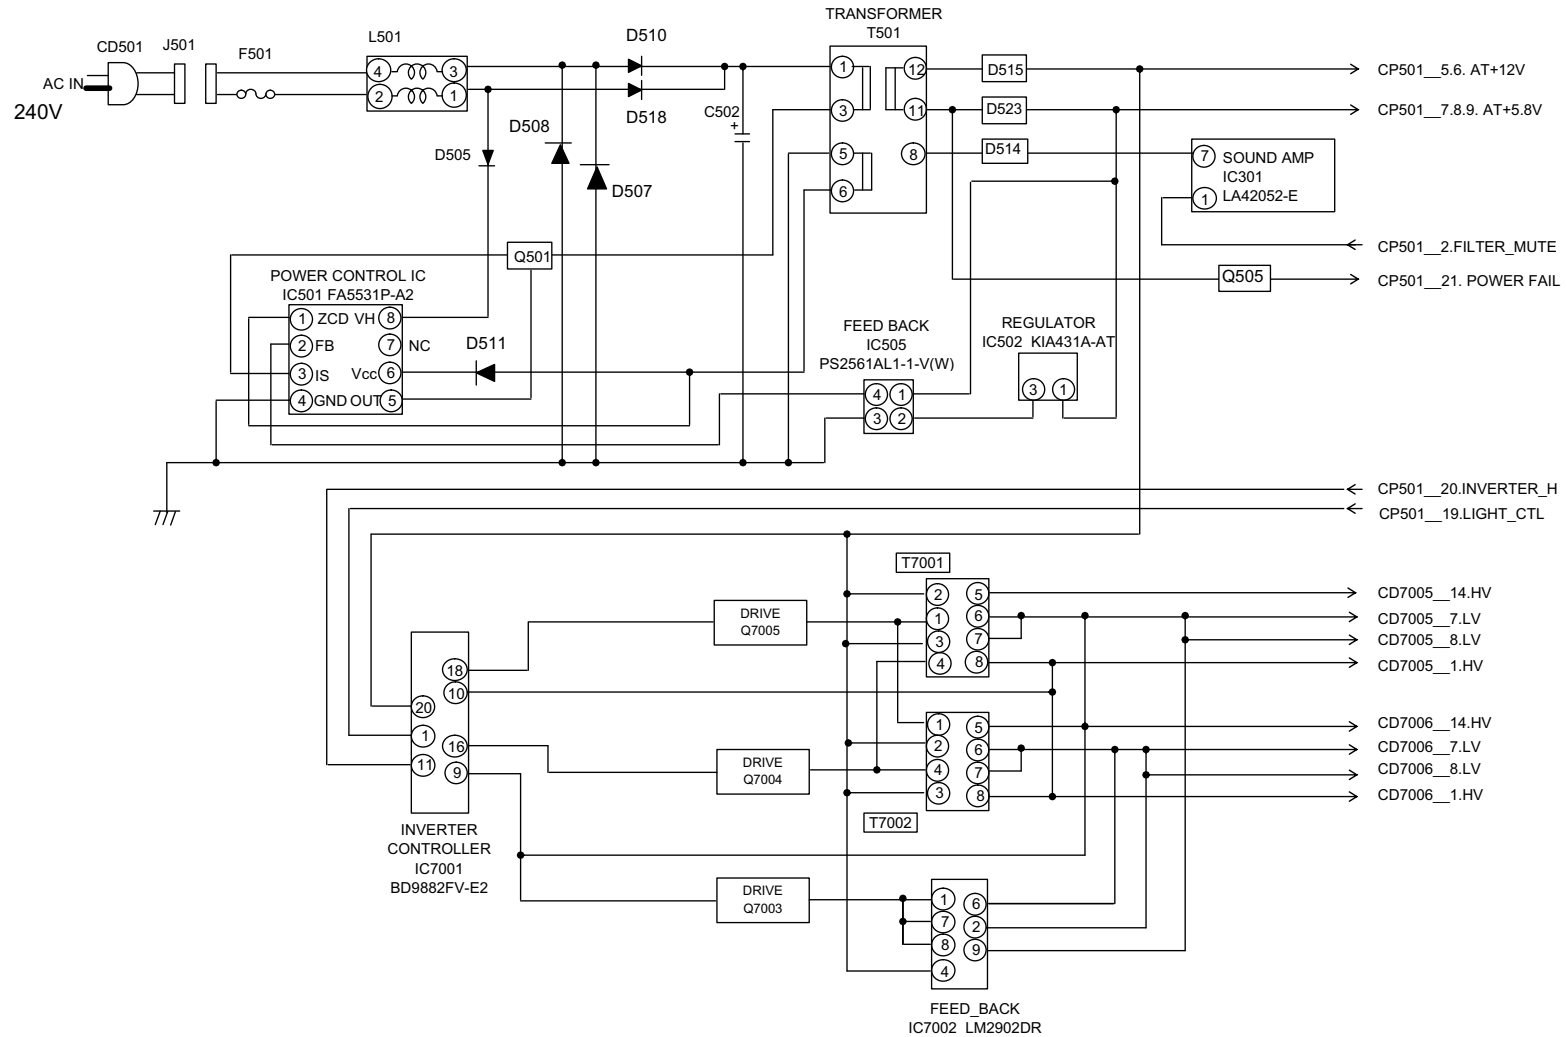 TRANSFORMER
T501
CD501
J501
F501
L501
D510
AC IN
240V
4
3
2
1
D518
C502
+
D508
D505
D507
1
3
5
6
12
11
8
D515
D523
D514
CP501__5.6. AT+12V
CP501__7.8.9. AT+5.8V
7
1
SOUND AMP
IC301
LA42052-E
CP501__2.FILTER_MUTE
Q505
CP501__21. POWER FAIL
Q501
POWER CONTROL IC
IC501 FA5531P-A2
1 ZCD VH 8
2 FB 7 NC
3 IS Vcc 6
4 GND OUT 5
D511
FEED BACK
IC505
PS2561AL1-1-V(W)
4 1
3 2
REGULATOR
IC502 KIA431A-AT
3 1
CP501__20.INVERTER_H
CP501__19.LIGHT_CTL
T7001
2 5
1 6
3 7
4 8
CD7005__14.HV
CD7005__7.LV
CD7005__8.LV
CD7005__1.HV
DRIVE
Q7005
18
10
20
1
16
11
9
INVERTER
CONTROLLER
IC7001
BD9882FV-E2
DRIVE
Q7004
1 5
2 6
4 7
3 8
T7002
CD7006__14.HV
CD7006__7.LV
CD7006__8.LV
CD7006__1.HV
DRIVE
Q7003
1 6
7 2
8 9
4
FEED_BACK
IC7002 LM2902DR